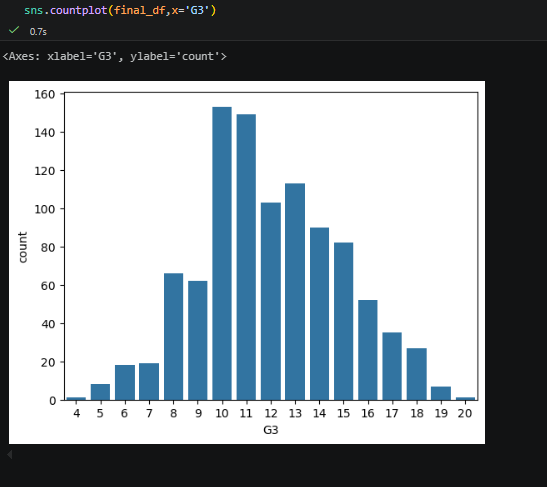 sns.countplot(final_df,x='G3')
0.7s
<Axes: xlabel='G3', ylabel='count'>
160
140
120
100
80
60
40
20
0
count
4 5 6 7 8 9 10 11 12 13 14 15 16 17 18 19 20
G3